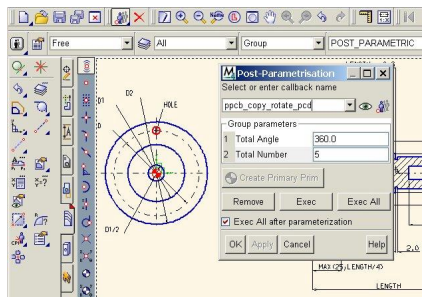 Free
All
Group
POST_PARAMETRIC
Post-Parametrisation
Select or enter callback name
ppcb_copy_rotate_pcd
Group parameters
1 Total Angle 360.0
2 Total Number 5
Create Primary Prim
Remove Exec Exec All
Exec All after parameterization
OK Apply Cancel Help
D2
D1
HOLE
D
D1/2
2.0
MAX (25,LENGTH/4)
LENGTH